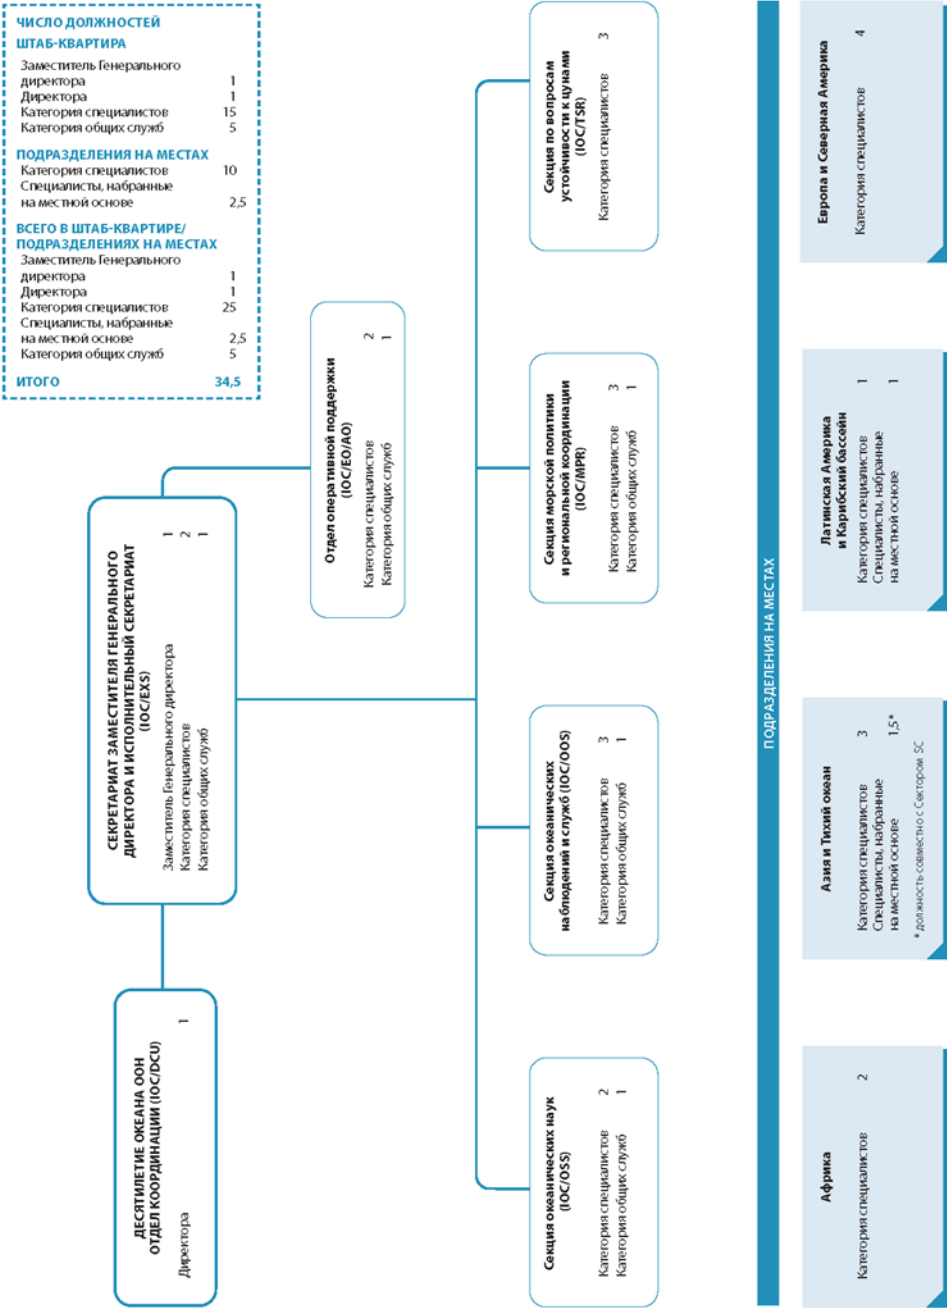 ЧИСЛО ДОЛЖНОСТЕЙ
ШТАБ-КВАРТИРА
Заместитель Генерального
директора 1
Директора 1
Категория специалистов 15
Категория общих служб 5
ПОДРАЗДЕЛЕНИЯ НА МЕСТАХ
Категория специалистов 10
Специалисты, набранные
на местной основе 2,5
ВСЕГО В ШТАБ-КВАРТИРЕ/
ПОДРАЗДЕЛЕНИЯХ НА МЕСТАХ
Заместитель Генерального
директора 1
Директора 1
Категория специалистов 25
Специалисты, набранные
на местной основе 2,5
Категория общих служб 5
ИТОГО 34,5
ДЕСЯТИЛЕТИЕ ОКЕАНА ООН
ОТДЕЛ КООРДИНАЦИИ (IOC/DCU)
Директора 1
СЕКРЕТАРИАТ ЗАМЕСТИТЕЛЯ ГЕНЕРАЛЬНОГО
ДИРЕКТОРА И ИСПОЛНИТЕЛЬНЫЙ СЕКРЕТАРИАТ
(IOC/EXS)
Заместитель Генерального директора 1
Категория специалистов 2
Категория общих служб 1
Отдел оперативной поддержки
(IOC/EO/AO)
Категория специалистов 2
Категория общих служб 1
Секция океанических наук
(IOC/OSS)
Категория специалистов 2
Категория общих служб 1
Секция океанических
наблюдений и служб (IOC/OOS)
Категория специалистов 3
Категория общих служб 1
Секция морской политики
и региональной координации
(IOC/MPR)
Категория специалистов 3
Категория общих служб 1
Секция по вопросам
устойчивости к цунами
(IOC/TSR)
Категория специалистов 3
ПОДРАЗДЕЛЕНИЯ НА МЕСТАХ
Африка
Категория специалистов 2
Азия и Тихий океан
Категория специалистов 3
Специалисты, набранные
на местной основе 1,5*
* должность совместно с Сектором SC
Латинская Америка
и Карибский бассейн
Категория специалистов 1
Специалисты, набранные
на местной основе 1
Европа и Северная Америка
Категория специалистов 4